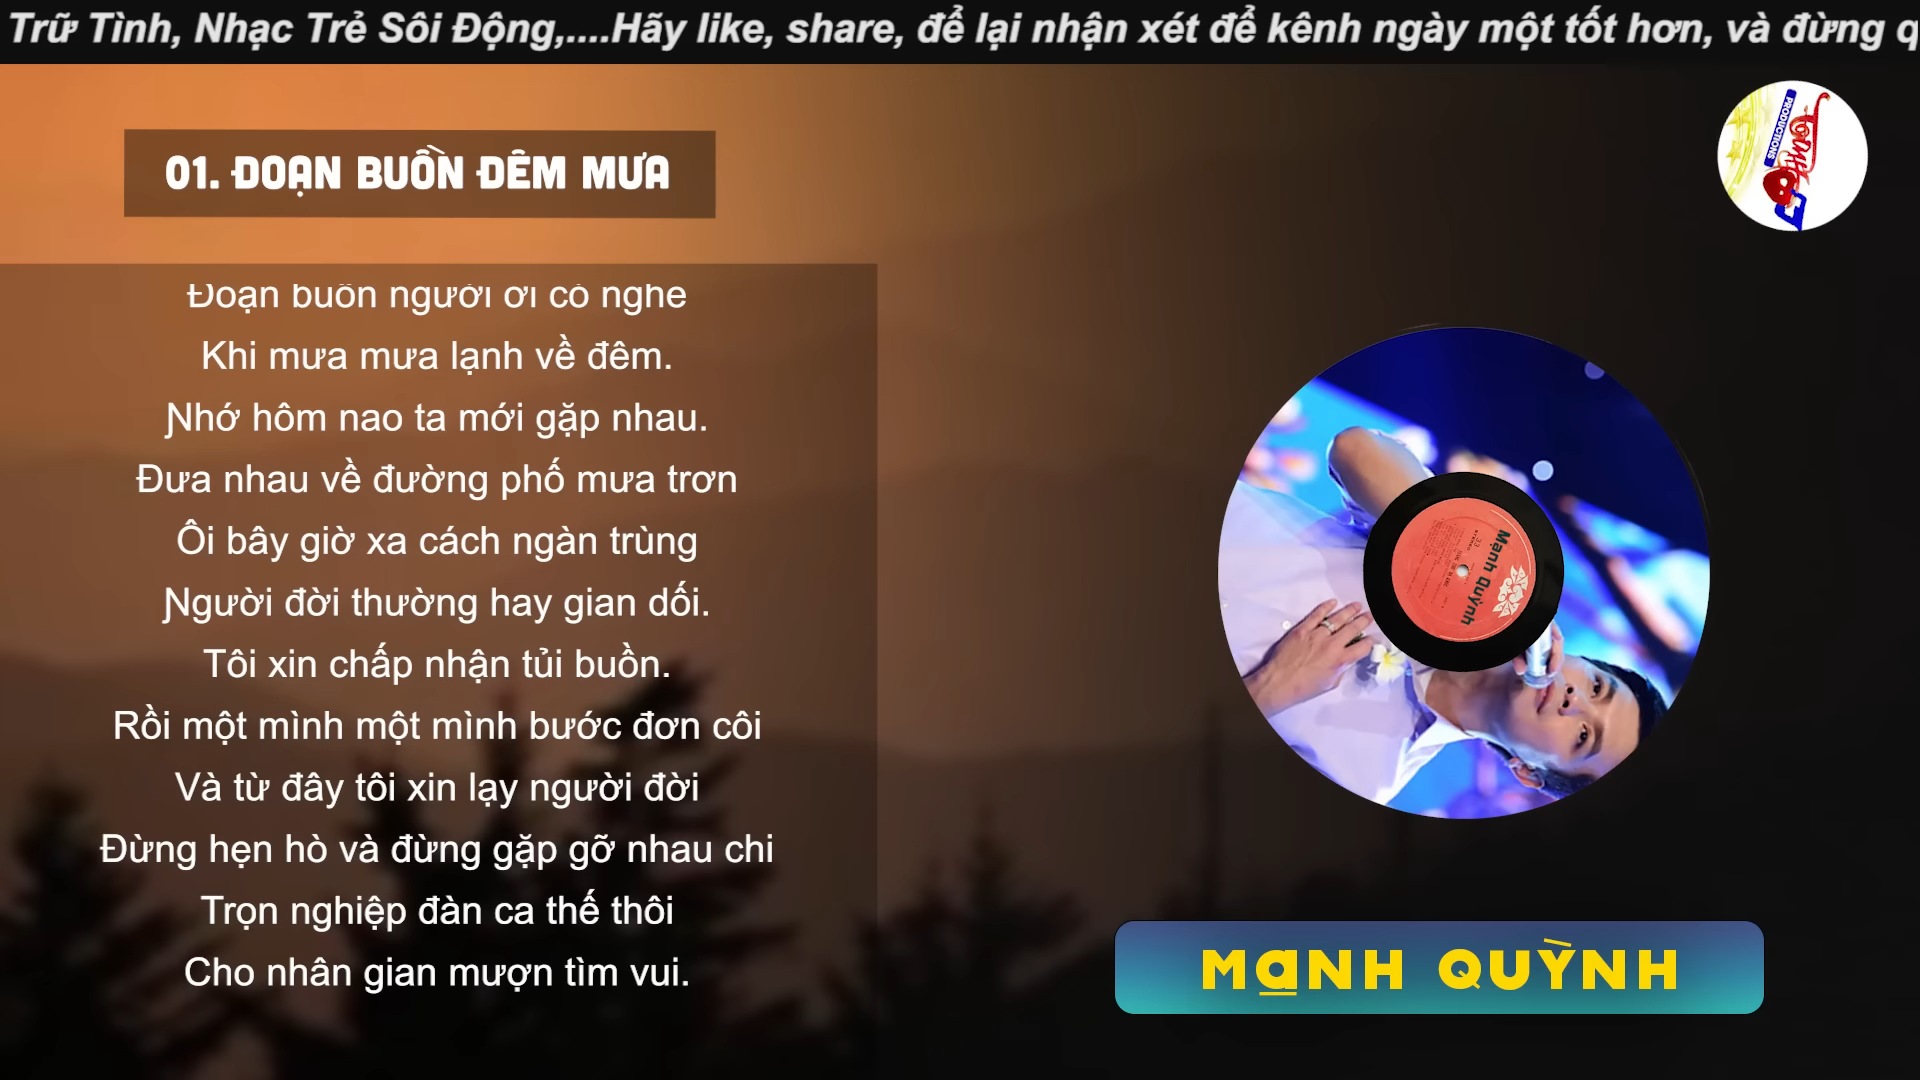 Trữ Tình, Nhạc Trẻ Sôi Động,....Hãy like, share, để lại nhận xét để kênh ngày một tốt hơn, và đừng q
01. ĐOẠN BUỒN ĐÊM MƯA
PRODUCTIONS
Đoạn buồn người ơi có nghe
Khi mưa mưa lạnh về đêm.
Nhớ hôm nao ta mới gặp nhau.
Đưa nhau về đường phố mưa trơn
Ôi bây giờ xa cách ngàn trùng
Người đời thường hay gian dối.
Tôi xin chấp nhận tủi buồn.
Rồi một mình một mình bước đơn côi
Và từ đây tôi xin lạy người đời
Đừng hẹn hò và đừng gặp gỡ nhau chi
Trọn nghiệp đàn ca thế thôi
Cho nhân gian mượn tìm vui.
Mạnh Quỳnh
MẠNH QUỲNH